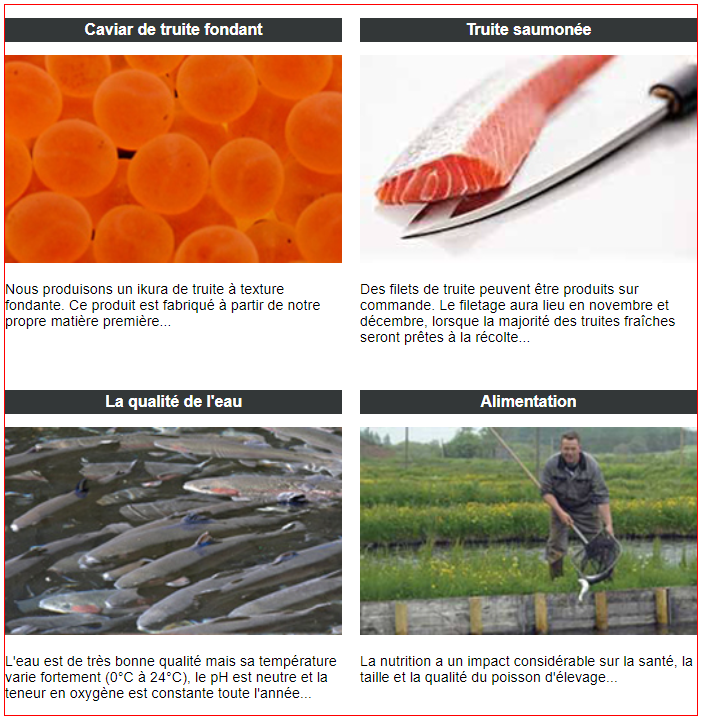 Caviar de truite fondant
Nous produisons un ikura de truite à texture
fondante. Ce produit est fabriqué à partir de notre
propre matière première...
Truite saumonée
Des filets de truite peuvent être produits sur
commande. Le filetage aura lieu en novembre et
décembre, lorsque la majorité des truites fraîches
seront prêtes à la récolte...
La qualité de l'eau
L'eau est de très bonne qualité mais sa température
varie fortement (0°C à 24°C), le pH est neutre et la
teneur en oxygène est constante toute l'année...
Alimentation
La nutrition a un impact considérable sur la santé, la
taille et la qualité du poisson d'élevage...